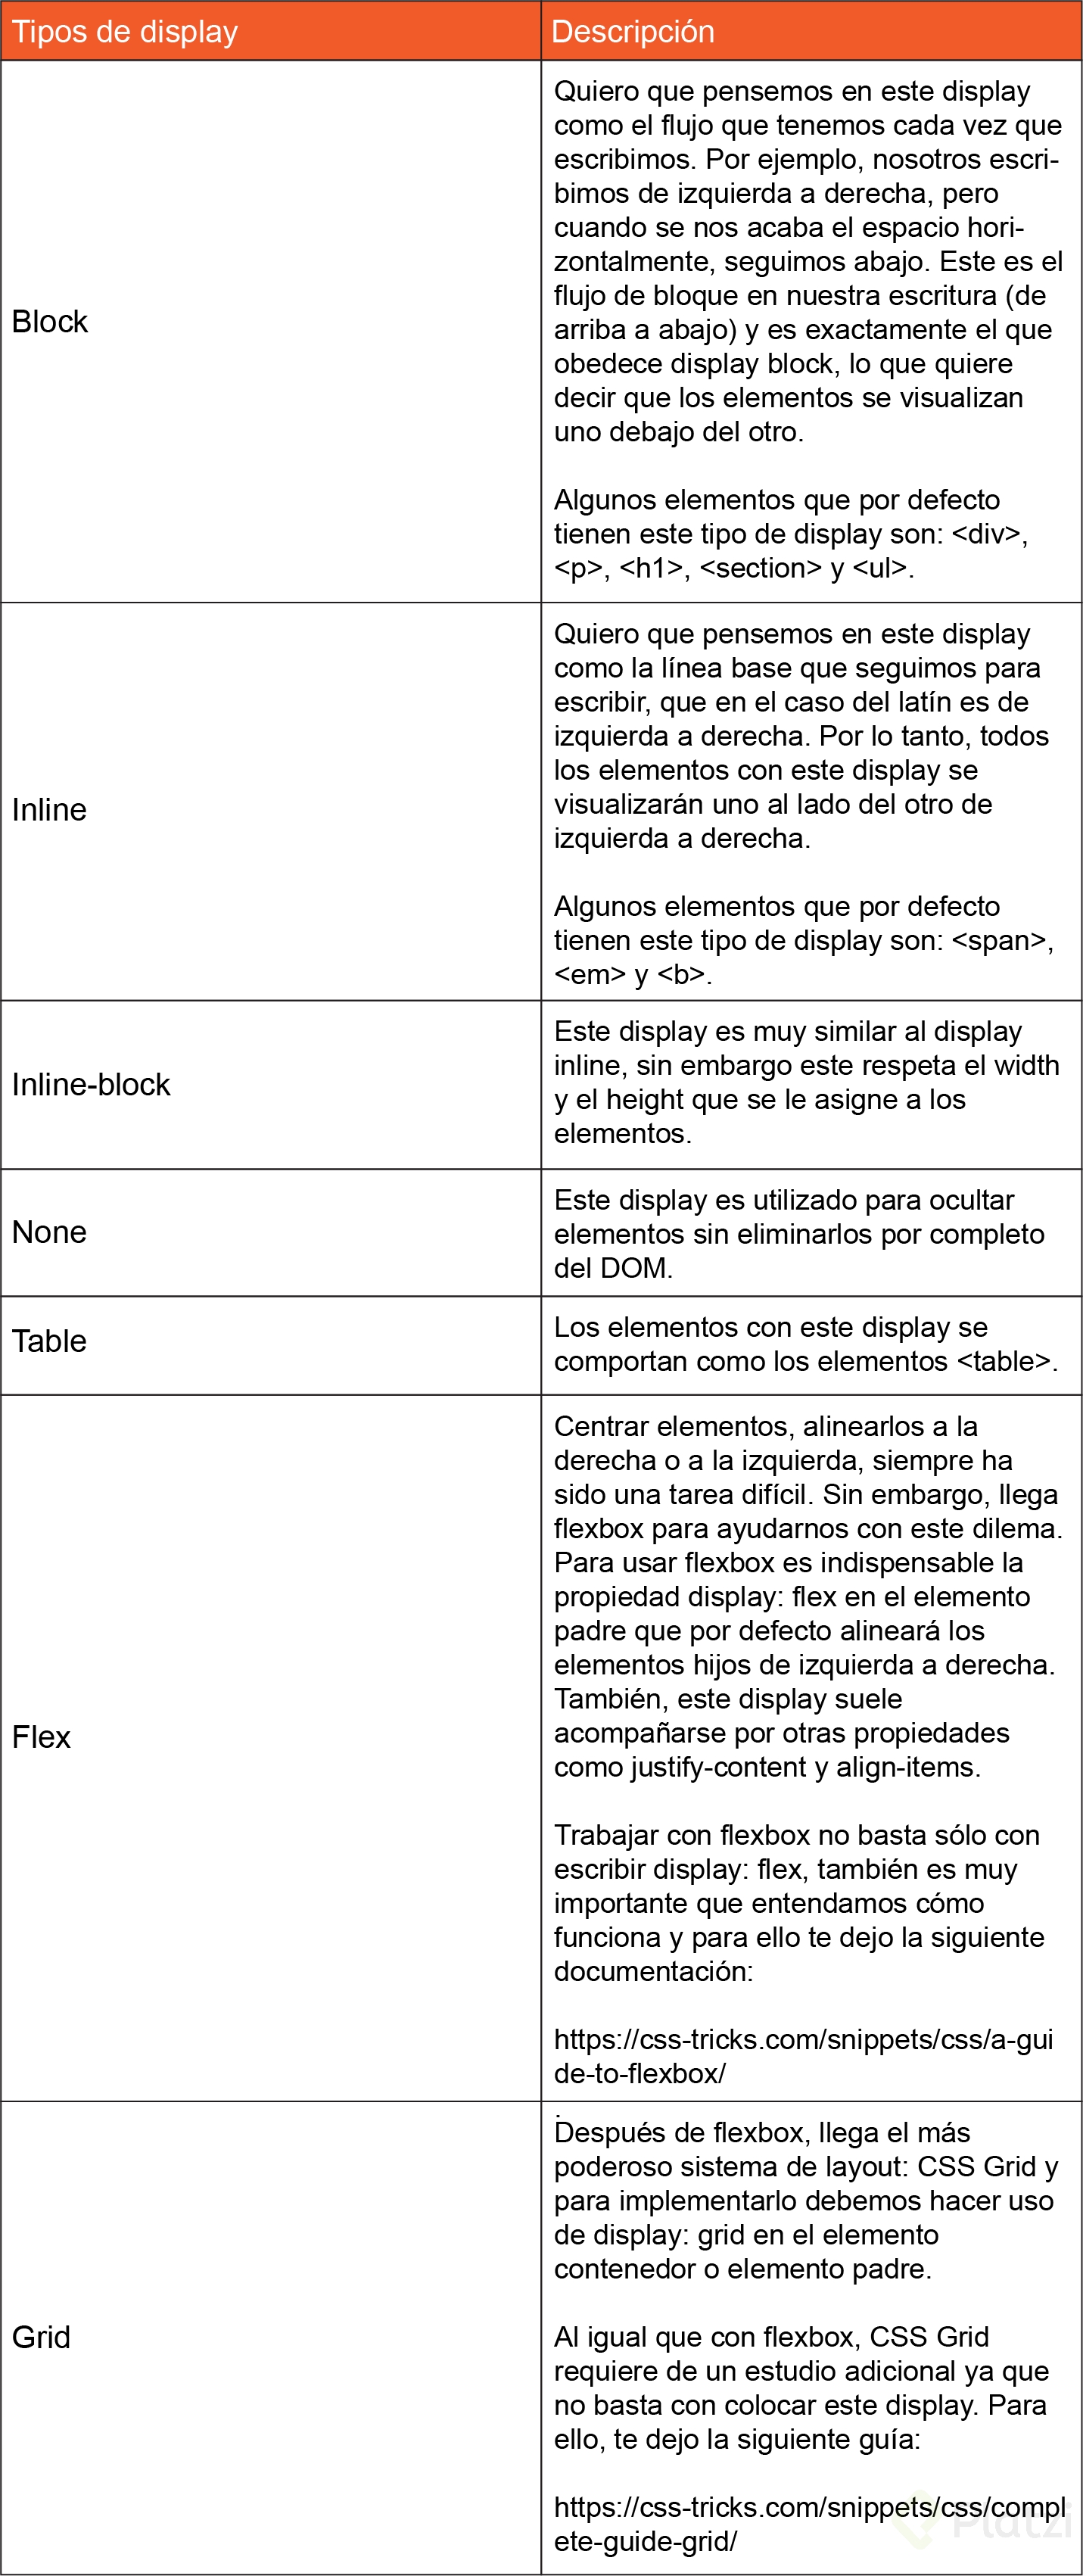 Tipos de display
Descripción
Block
Quiero que pensemos en este display
como el flujo que tenemos cada vez que
escribimos. Por ejemplo, nosotros escri-
bimos de izquierda a derecha, pero
cuando se nos acaba el espacio hori-
zontalmente, seguimos abajo. Este es el
flujo de bloque en nuestra escritura (de
arriba a abajo) y es exactamente el que
obedece display block, lo que quiere
decir que los elementos se visualizan
uno debajo del otro.
Algunos elementos que por defecto
tienen este tipo de display son: <div>,
<p>, <h1>, <section> y <ul>.
Inline
Quiero que pensemos en este display
como la línea base que seguimos para
escribir, que en el caso del latín es de
izquierda a derecha. Por lo tanto, todos
los elementos con este display se
visualizarán uno al lado del otro de
izquierda a derecha.
Algunos elementos que por defecto
tienen este tipo de display son: <span>,
<em> y <b>.
Inline-block
Este display es muy similar al display
inline, sin embargo este respeta el width
y el height que se le asigne a los
elementos.
None
Este display es utilizado para ocultar
elementos sin eliminarlos por completo
del DOM.
Table
Los elementos con este display se
comportan como los elementos <table>.
Flex
Centrar elementos, alinearlos a la
derecha o a la izquierda, siempre ha
sido una tarea difícil. Sin embargo, llega
flexbox para ayudarnos con este dilema.
Para usar flexbox es indispensable la
propiedad display: flex en el elemento
padre que por defecto alineará los
elementos hijos de izquierda a derecha.
También, este display suele
acompañarse por otras propiedades
como justify-content y align-items.
Trabajar con flexbox no basta sólo con
escribir display: flex, también es muy
importante que entendamos cómo
funciona y para ello te dejo la siguiente
documentación:
https://css-tricks.com/snippets/css/a-gui
de-to-flexbox/
.
Grid
Después de flexbox, llega el más
poderoso sistema de layout: CSS Grid y
para implementarlo debemos hacer uso
de display: grid en el elemento
contenedor o elemento padre.
Al igual que con flexbox, CSS Grid
requiere de un estudio adicional ya que
no basta con colocar este display. Para
ello, te dejo la siguiente guía:
https://css-tricks.com/snippets/css/compl
ete-guide-grid/
Platzi